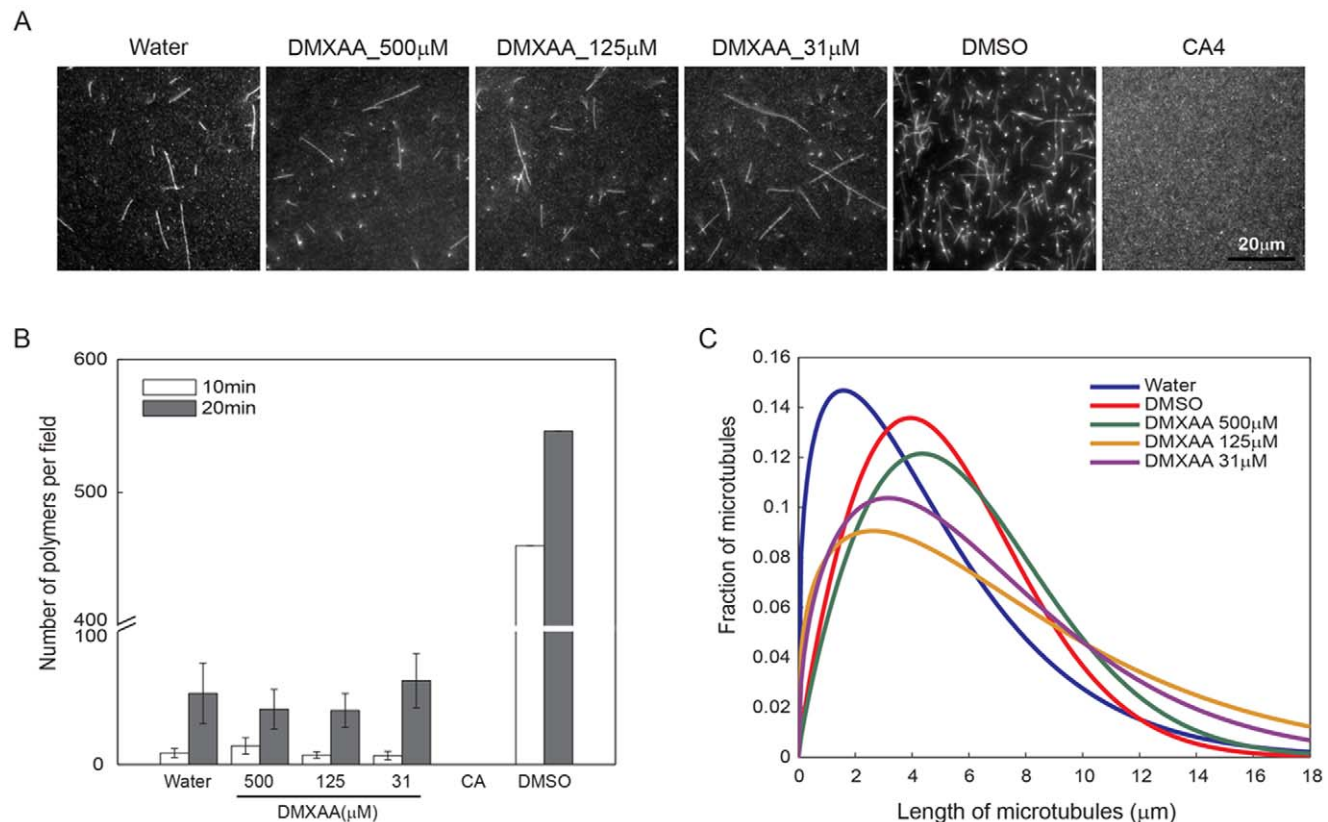 A
Water DMXAA_500μM DMXAA_125μM DMXAA_31μM DMSO CA4
20μm
B
600
500
400
100
0
Number of polymers per field
10min
20min
Water 500 125 31 CA DMSO
DMXAA(μM)
C
0.16
0.14
0.12
0.1
0.08
0.06
0.04
0.02
0
Fraction of microtubules
Water
DMSO
DMXAA 500μM
DMXAA 125μM
DMXAA 31μM
0 2 4 6 8 10 12 14 16 18
Length of microtubules (μm)